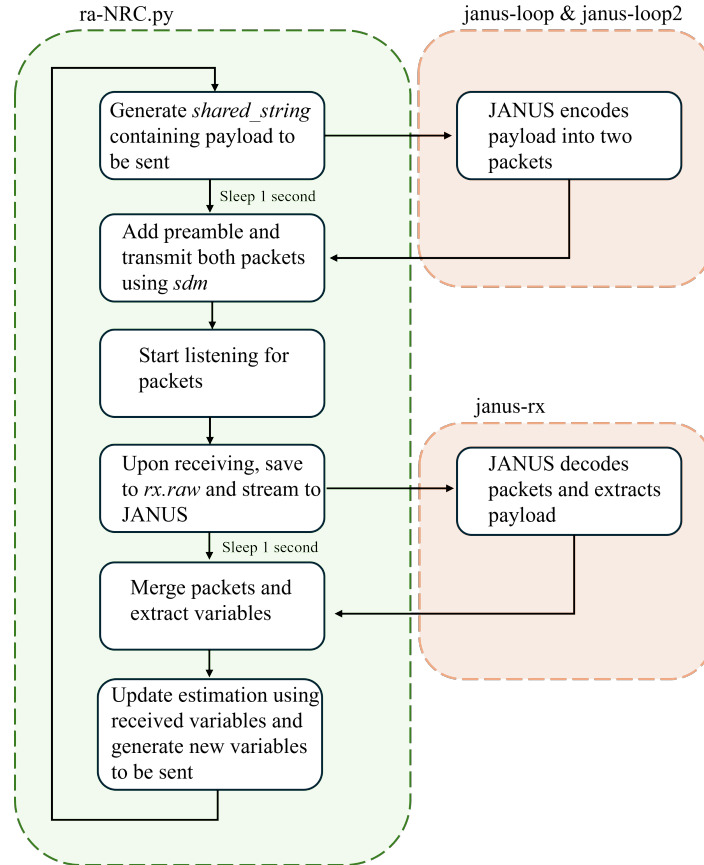 ra-NRC.py
janus-loop & janus-loop2
Generate shared_string
containing payload to
be sent
JANUS encodes
payload into two
packets
Sleep 1 second
Add preamble and
transmit both packets
using sdm
Start listening for
packets
janus-rx
Upon receiving, save
to rx.raw and stream to
JANUS
JANUS decodes
packets and extracts
payload
Sleep 1 second
Merge packets and
extract variables
Update estimation using
received variables and
generate new variables
to be sent